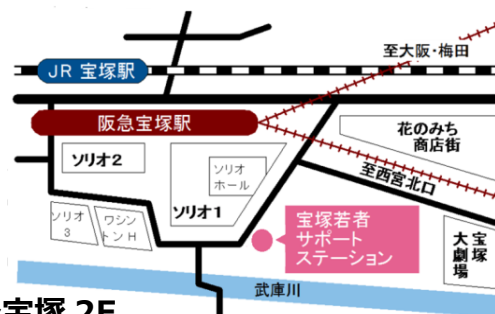 至大阪・梅田
JR 宝塚駅
阪急宝塚駅
花のみち
商店街
ソリオ2
ソリオ
ホール
至西宮北口
ソリオ1
ソリオ
3
ワシン
トンH
宝塚若者
サポート
ステーション
宝塚
大劇場
武庫川
宝塚 2F